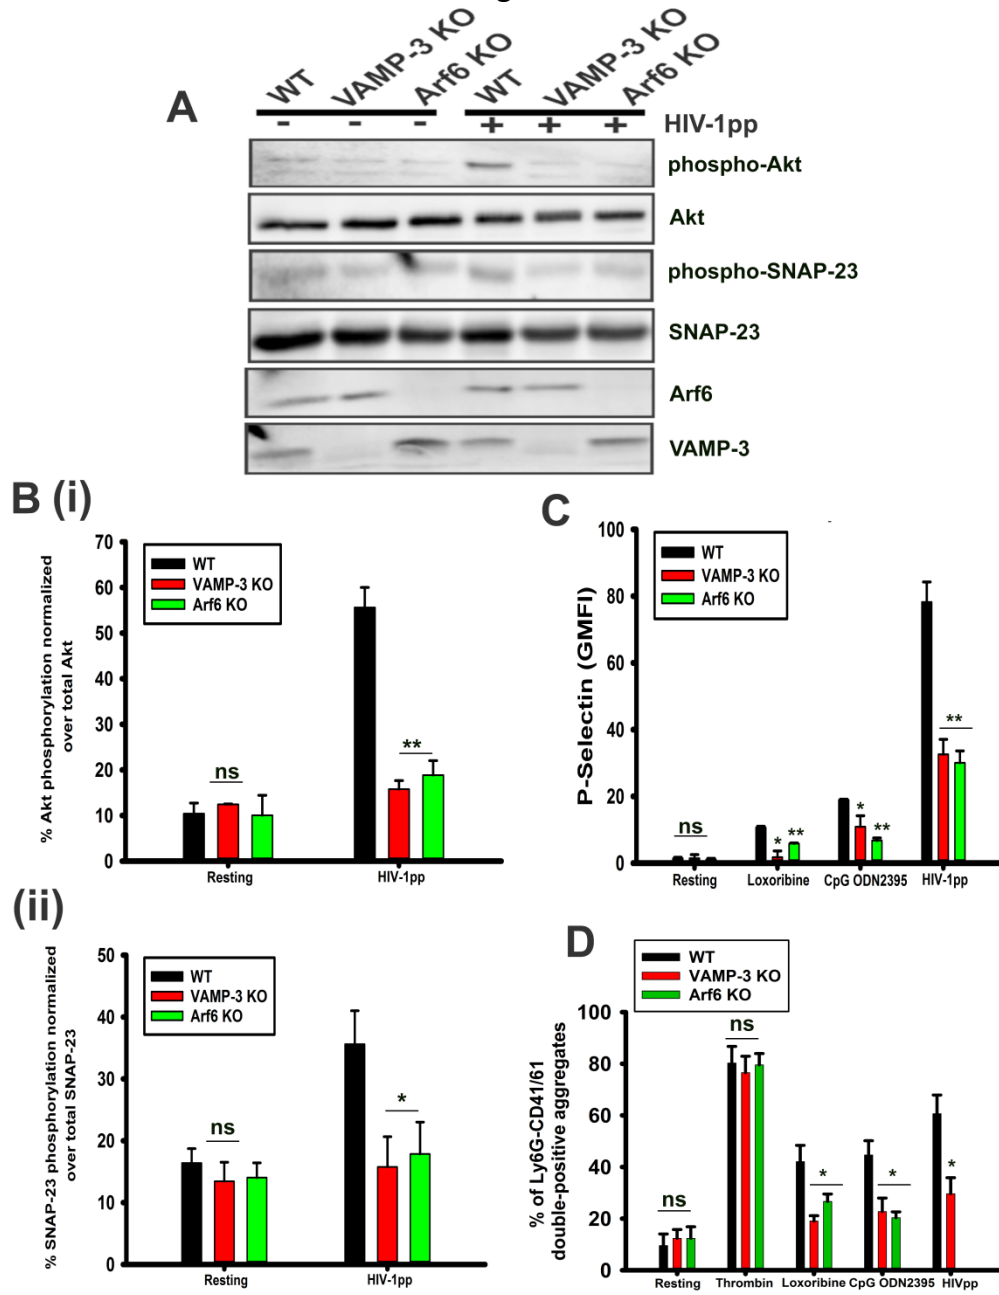 A
WT VAMP-3 KO Arf6 KO WT VAMP-3 KO Arf6 KO
- - - + + + HIV-1pp
phospho-Akt
Akt
phospho-SNAP-23
SNAP-23
Arf6
VAMP-3
B (i)
% Akt phosphorylation normalized
over total Akt
70
60
50
40
30
20
10
0
WT
VAMP-3 KO
Arf6 KO
ns
**
Resting HIV-1pp
C
P-Selectin (GMFI)
100
80
60
40
20
0
WT
VAMP-3 KO
Arf6 KO
ns
* **
* **
**
Resting Loxoribine CpG ODN2395 HIV-1pp
(ii)
% SNAP-23 phosphorylation normalized
over total SNAP-23
50
40
30
20
10
0
WT
VAMP-3 KO
Arf6 KO
ns
*
Resting HIV-1pp
D
% of Ly6G-CD41/61
double-positive aggregates
100
80
60
40
20
0
WT
VAMP-3 KO
Arf6 KO
ns
ns
*
*
*
Resting Thrombin Loxoribine CpG ODN2395 HIVpp